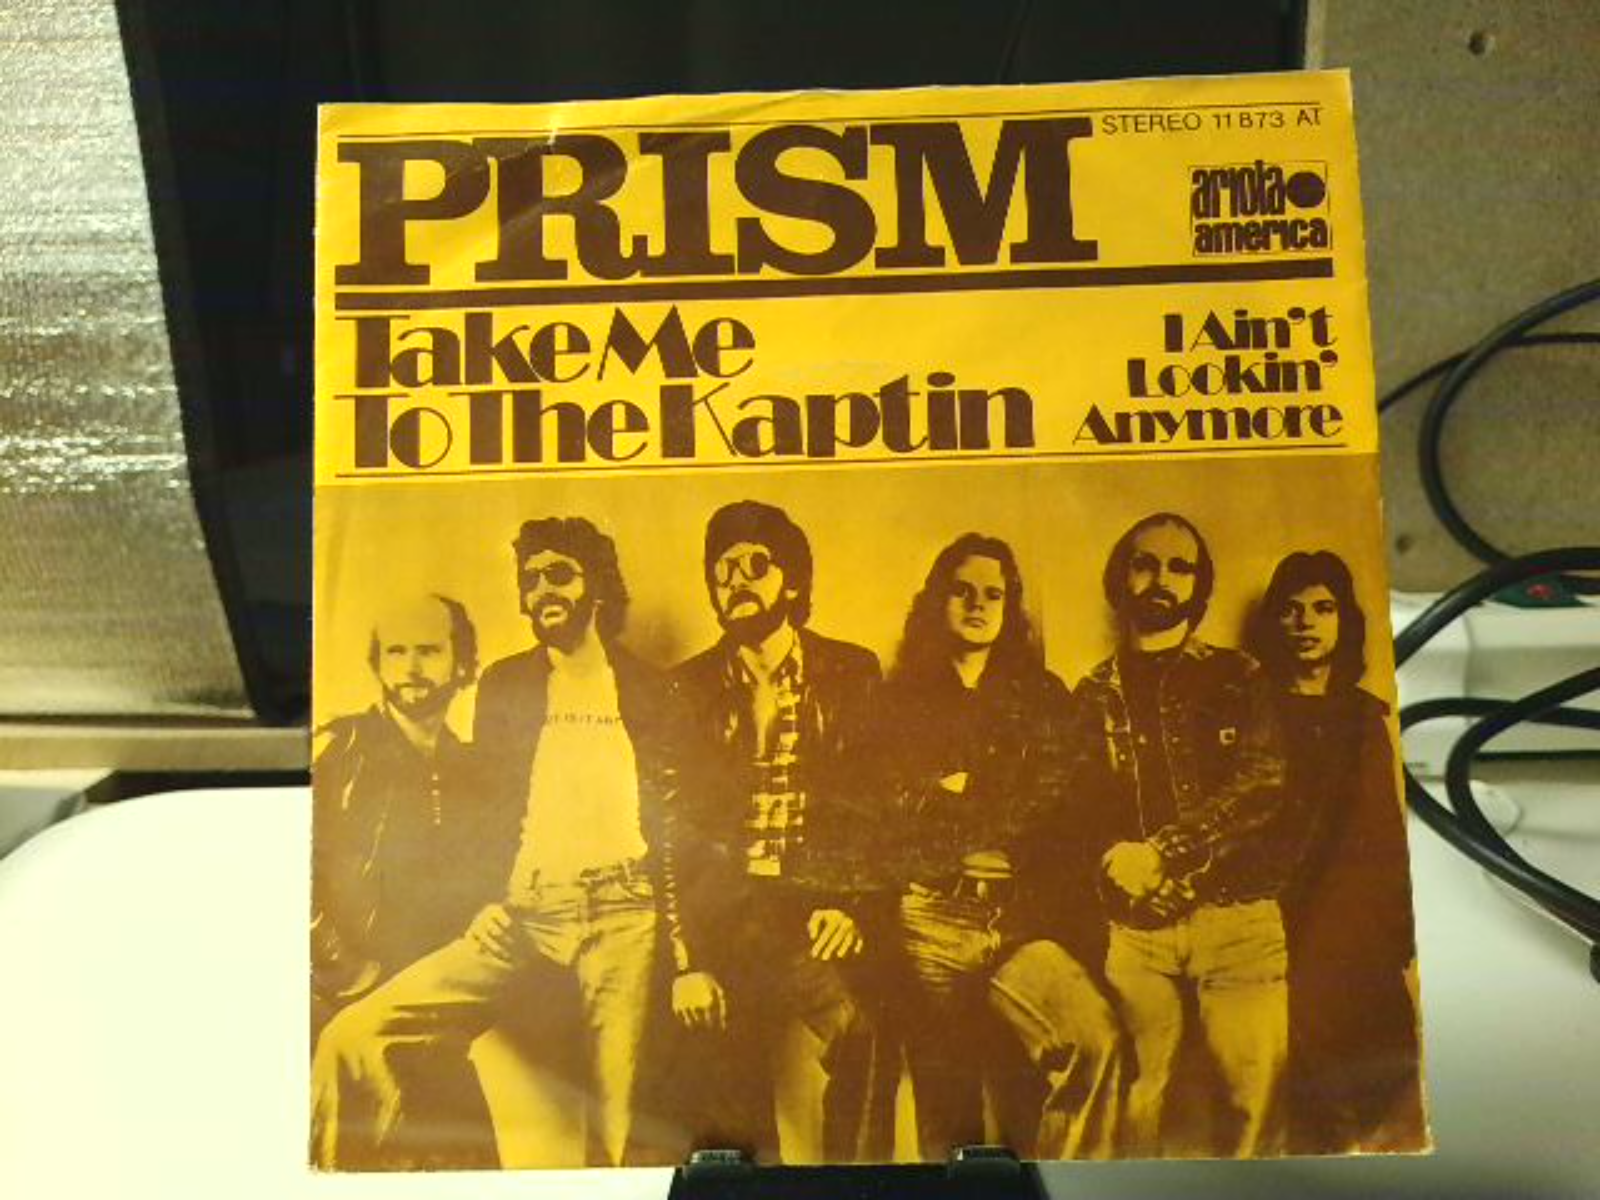 PRISM
STEREO 11 873 AT
ariola
america
Take Me
To The Kaptin
I Ain't
Lookin'
Anymore